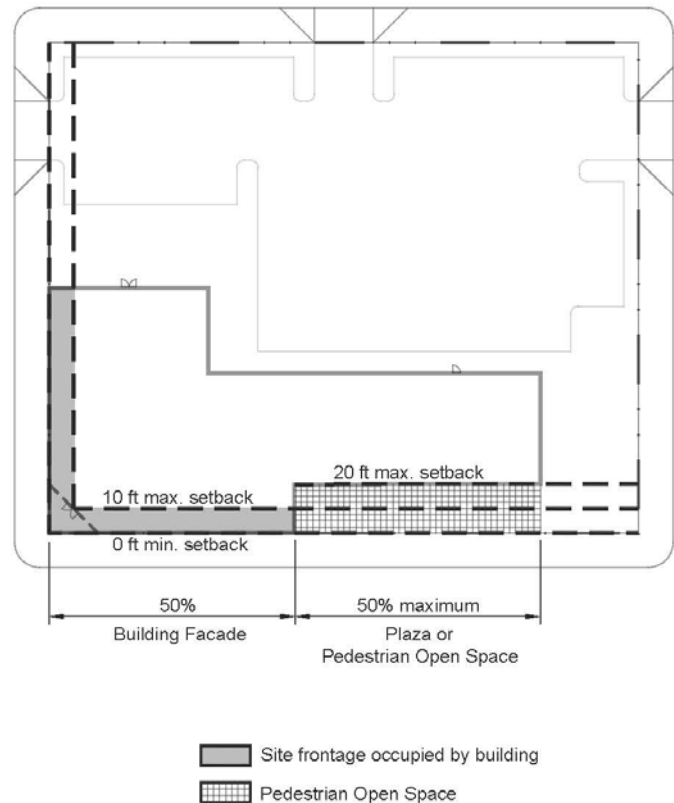 20 ft max. setback
10 ft max. setback
0 ft min. setback
50%
Building Facade
50% maximum
Plaza or
Pedestrian Open Space
Site frontage occupied by building
Pedestrian Open Space